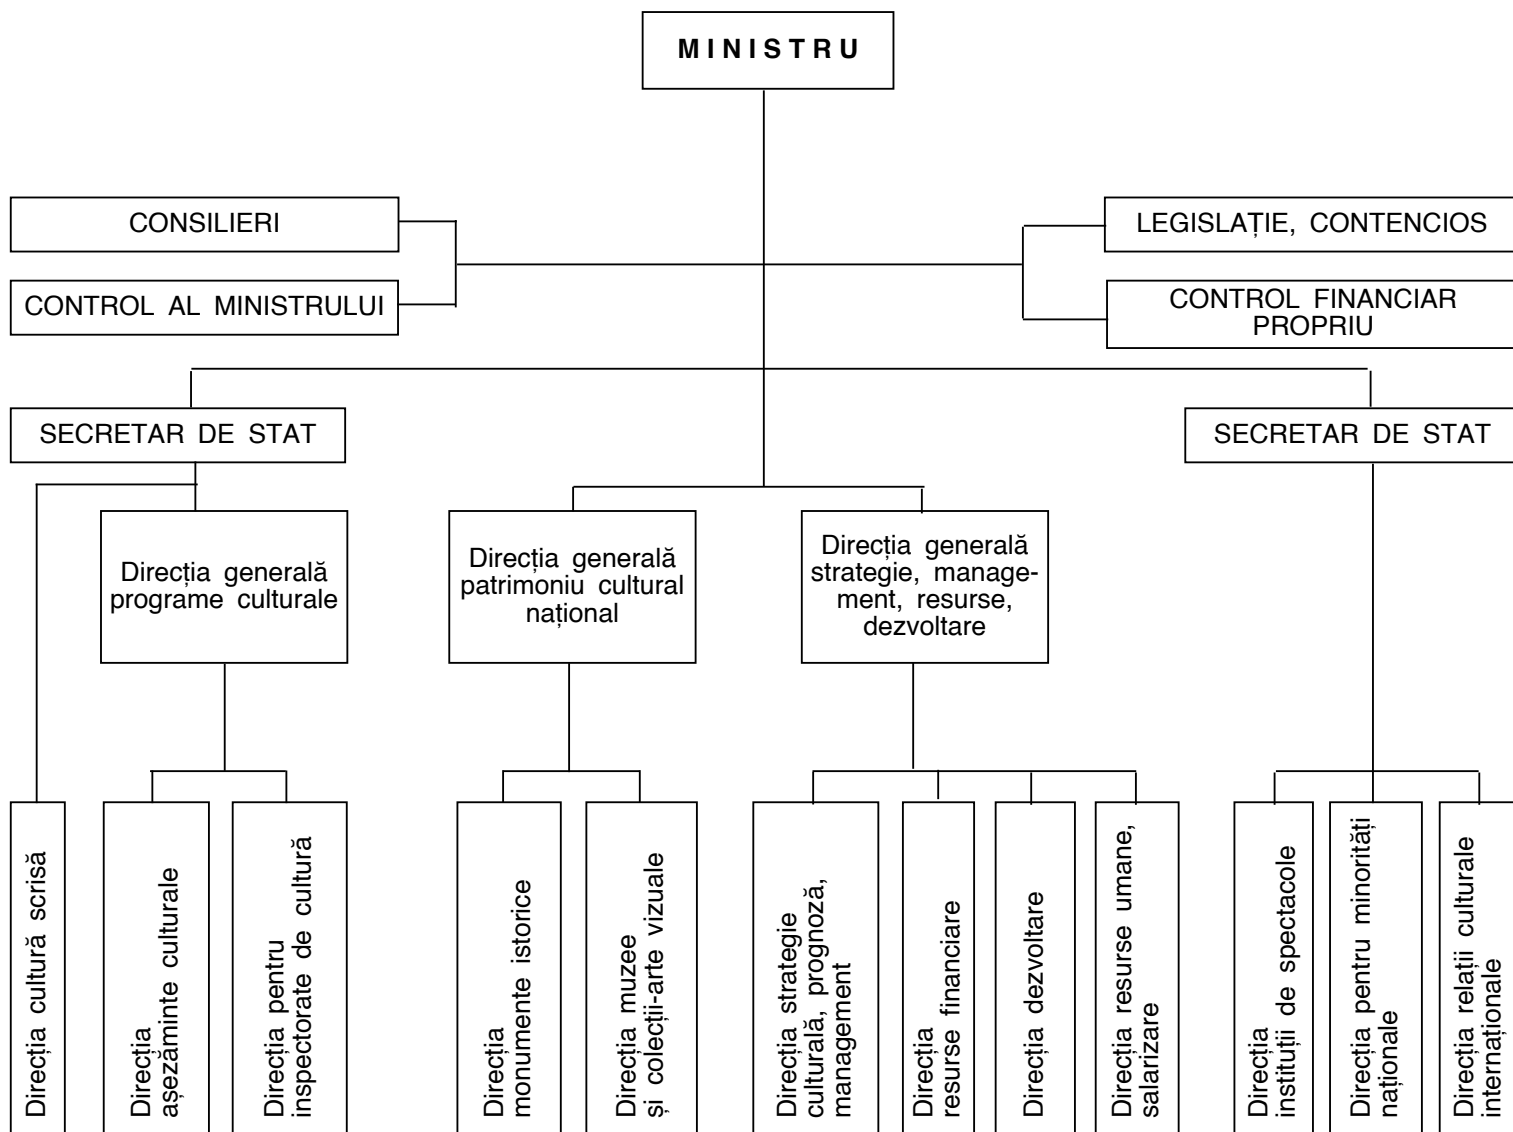 MINISTRU
CONSILIERI
LEGISLAȚIE, CONTENCIOS
CONTROL AL MINISTRULUI
CONTROL FINANCIAR
PROPRIU
SECRETAR DE STAT
SECRETAR DE STAT
Direcția generală
programe culturale
Direcția generală
patrimoniu cultural
național
Direcția generală
strategie, manage-
ment, resurse,
dezvoltare
Direcția cultură scrisă
Direcția
așezăminte culturale
Direcția pentru
inspectorate de cultură
Direcția
monumente istorice
Direcția muzee
și colecții-arte vizuale
Direcția strategie
culturală, prognoză,
management
Direcția
resurse financiare
Direcția dezvoltare
Direcția resurse umane,
salarizare
Direcția
instituții de spectacole
Direcția pentru minorități
naționale
Direcția relații culturale
internaționale